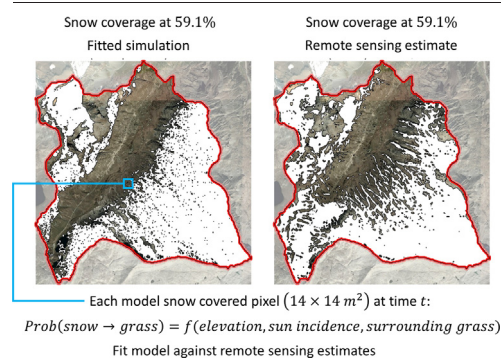 Snow coverage at 59.1%
Fitted simulation
Snow coverage at 59.1%
Remote sensing estimate
Each model snow covered pixel (14 × 14 m²) at time t:
Prob(snow → grass) = f(elevation, sun incidence, surrounding grass)
Fit model against remote sensing estimates